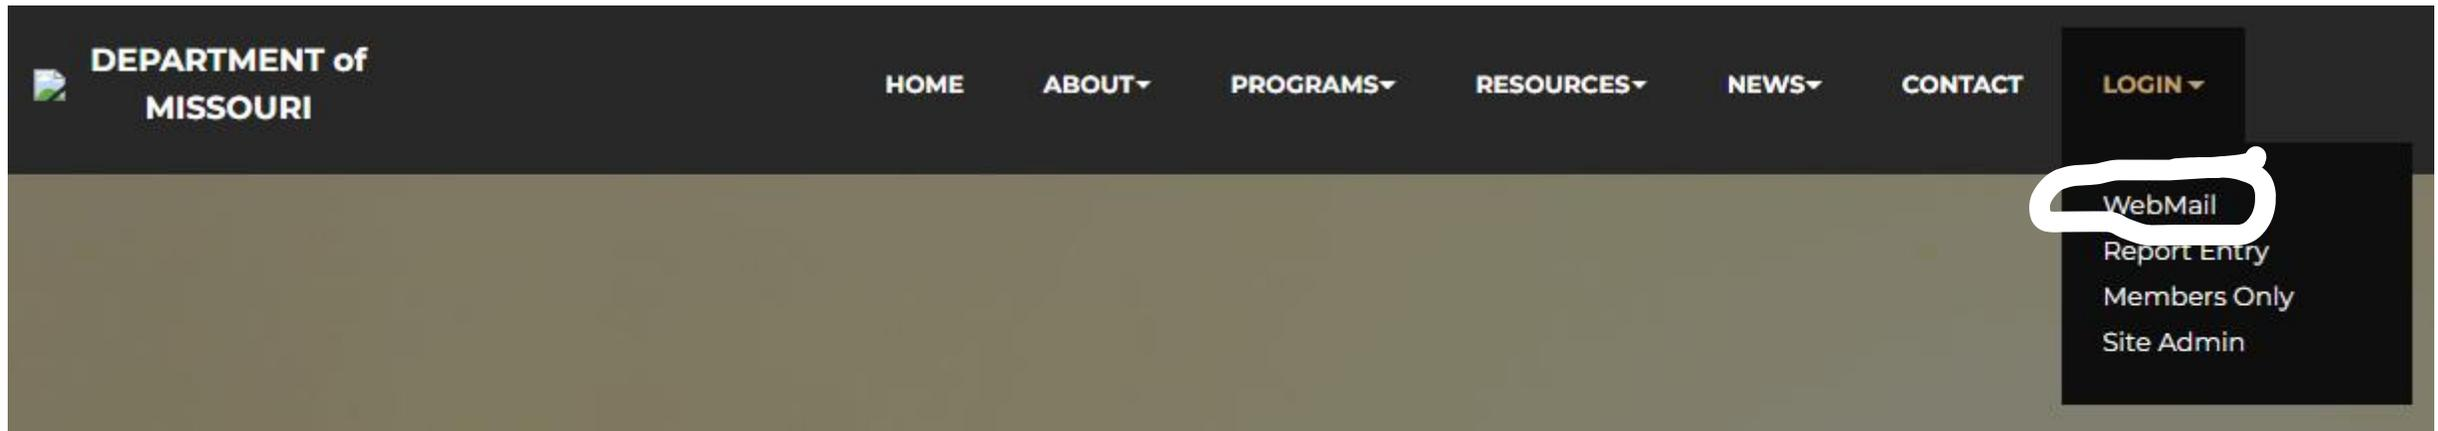 DEPARTMENT of
MISSOURI
HOME ABOUT PROGRAMS RESOURCES NEWS CONTACT LOGIN
WebMail
Report Entry
Members Only
Site Admin